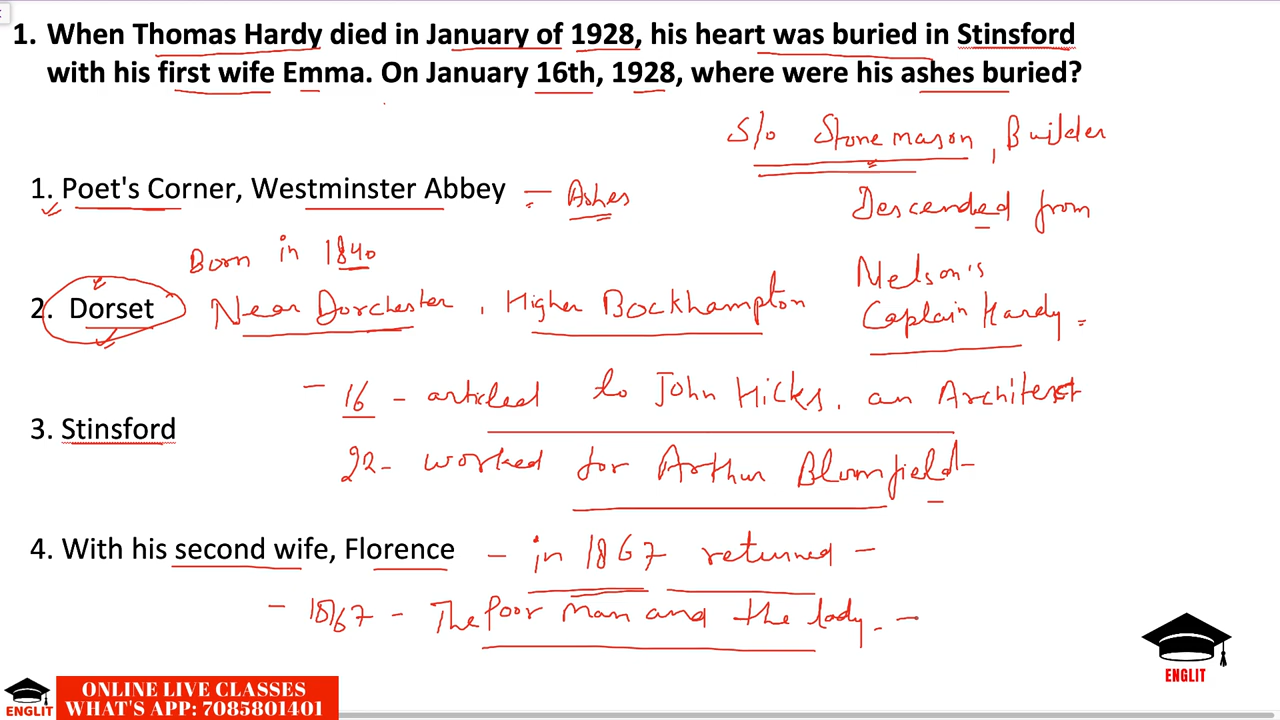 1. When Thomas Hardy died in January of 1928, his heart was buried in Stinsford
with his first wife Emma. On January 16th, 1928, where were his ashes buried?
S/o Stone mason, Builder
1. Poet's Corner, Westminster Abbey - Ashes
Descended from
Born in 1840
Nelson's
2. Dorset Near Dorchester, Higher Bockhampton
Captain Hardy
- 16 - articled to John Hicks, an Architect
3. Stinsford
22- worked for Arthur Blomfield-
4. With his second wife, Florence - in 1867 returned -
- 1867 - The Poor Man and the lady. -
ENGLIT
ONLINE LIVE CLASSES
WHAT'S APP: 7085801401
ENGLIT